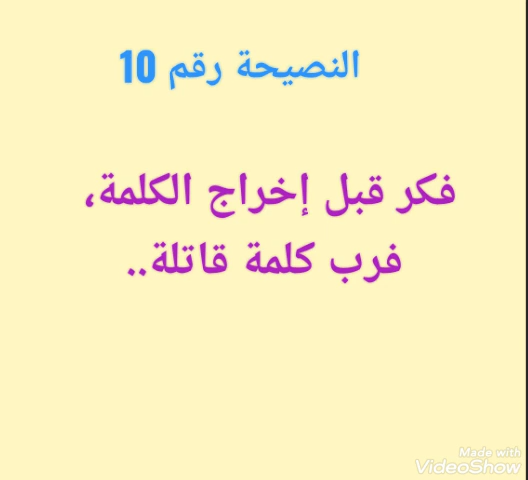 النصيحة رقم 10
فكر قبل إخراج الكلمة،
فرب كلمة قاتلة..
Made with
VideoShow